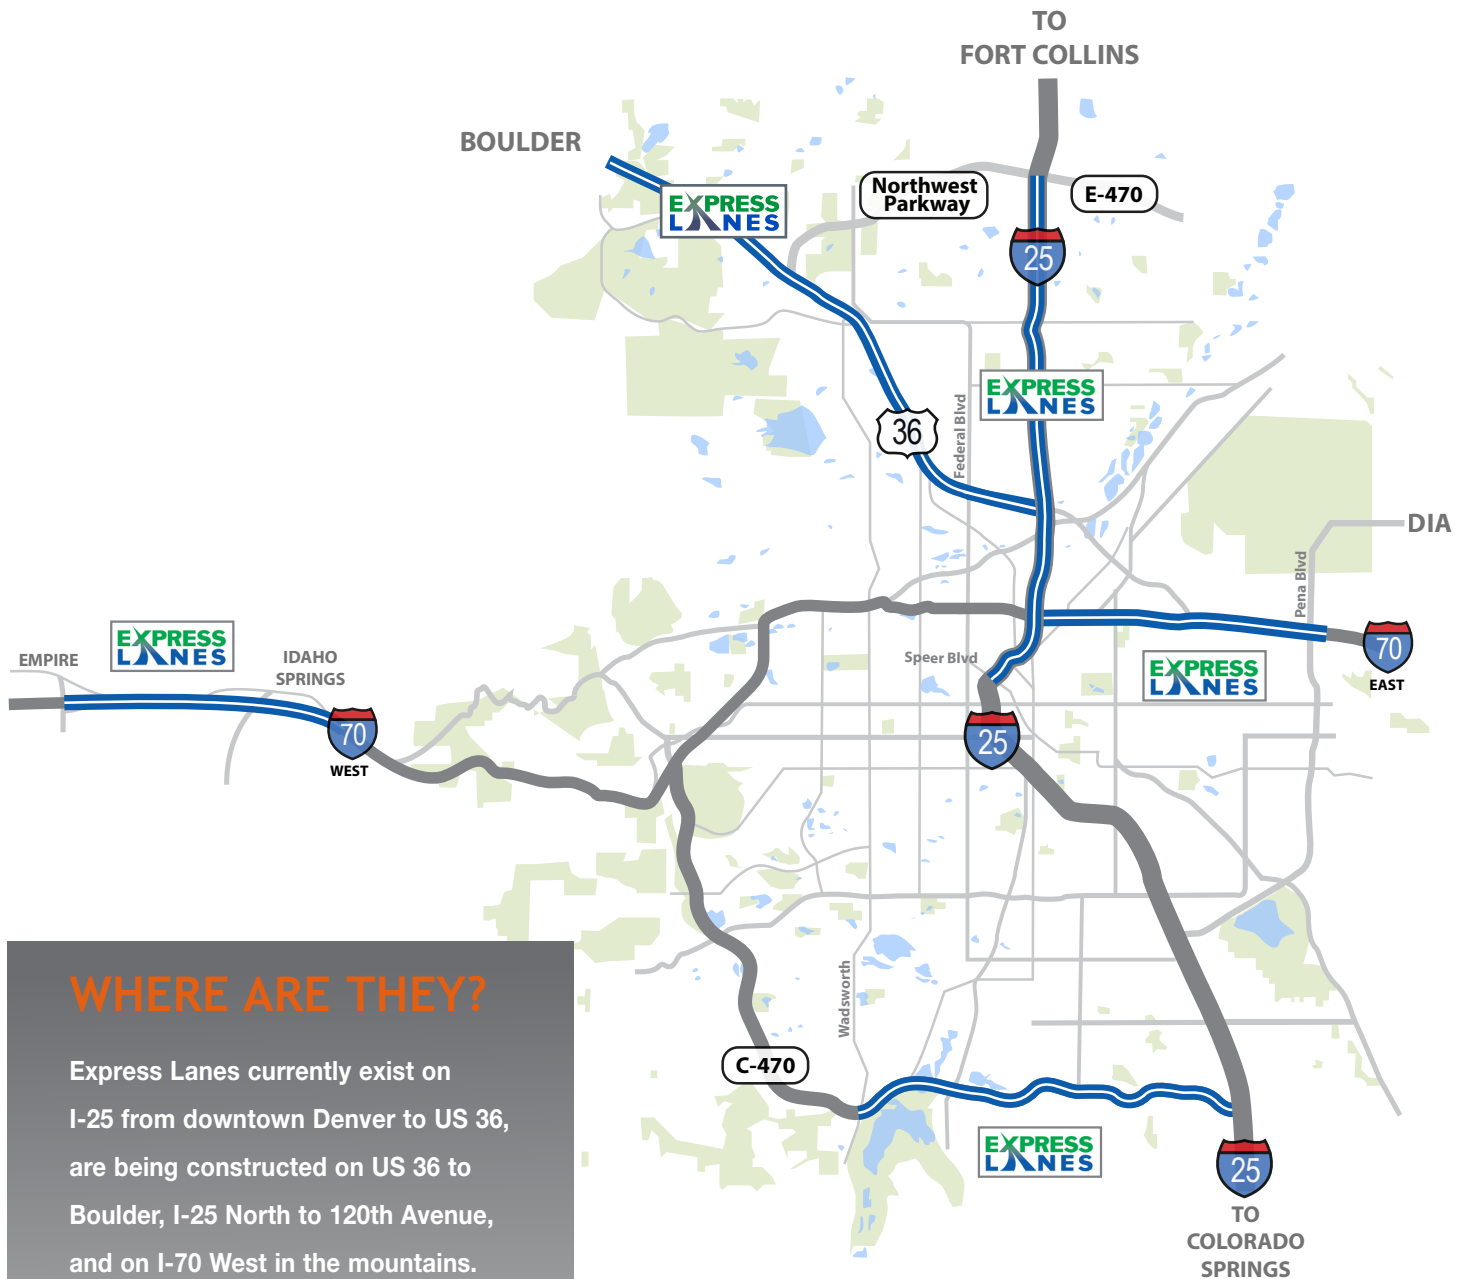 TO
FORT COLLINS
BOULDER
EXPRESS
LANES
Northwest
Parkway
E-470
25
EXPRESS
LANES
36
Federal Blvd
DIA
Pena Blvd
EXPRESS
LANES
EMPIRE
IDAHO
SPRINGS
70
WEST
Speer Blvd
70
EAST
EXPRESS
LANES
25
WHERE ARE THEY?
Express Lanes currently exist on
I-25 from downtown Denver to US 36,
are being constructed on US 36 to
Boulder, I-25 North to 120th Avenue,
and on I-70 West in the mountains.
Wadsworth
C-470
EXPRESS
LANES
25
TO
COLORADO
SPRINGS